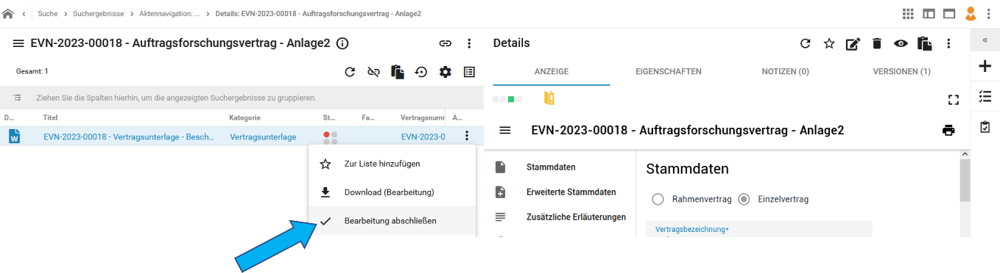 Suche > Suchergebnisse > Aktennavigation: ... > Details: EVN-2023-00018 - Auftragsforschungsvertrag - Anlage2
EVN-2023-00018 - Auftragsforschungsvertrag - Anlage2
Gesamt: 1
Ziehen Sie die Spalten hierhin, um die angezeigten Suchergebnisse zu gruppieren.
D... Titel Kategorie St... Fa... Vertragsnumm A...
W EVN-2023-00018 - Vertragsunterlage - Besch... Vertragsunterlage EVN-2023-0
Zur Liste hinzufügen
Download (Bearbeitung)
Bearbeitung abschließen
Details
ANZEIGE EIGENSCHAFTEN NOTIZEN (0) VERSIONEN (1)
EVN-2023-00018 - Auftragsforschungsvertrag - Anlage2
Stammdaten
Erweiterte Stammdaten
Zusätzliche Erläuterungen
Stammdaten
Rahmenvertrag Einzelvertrag
Vertragsbezeichnung*